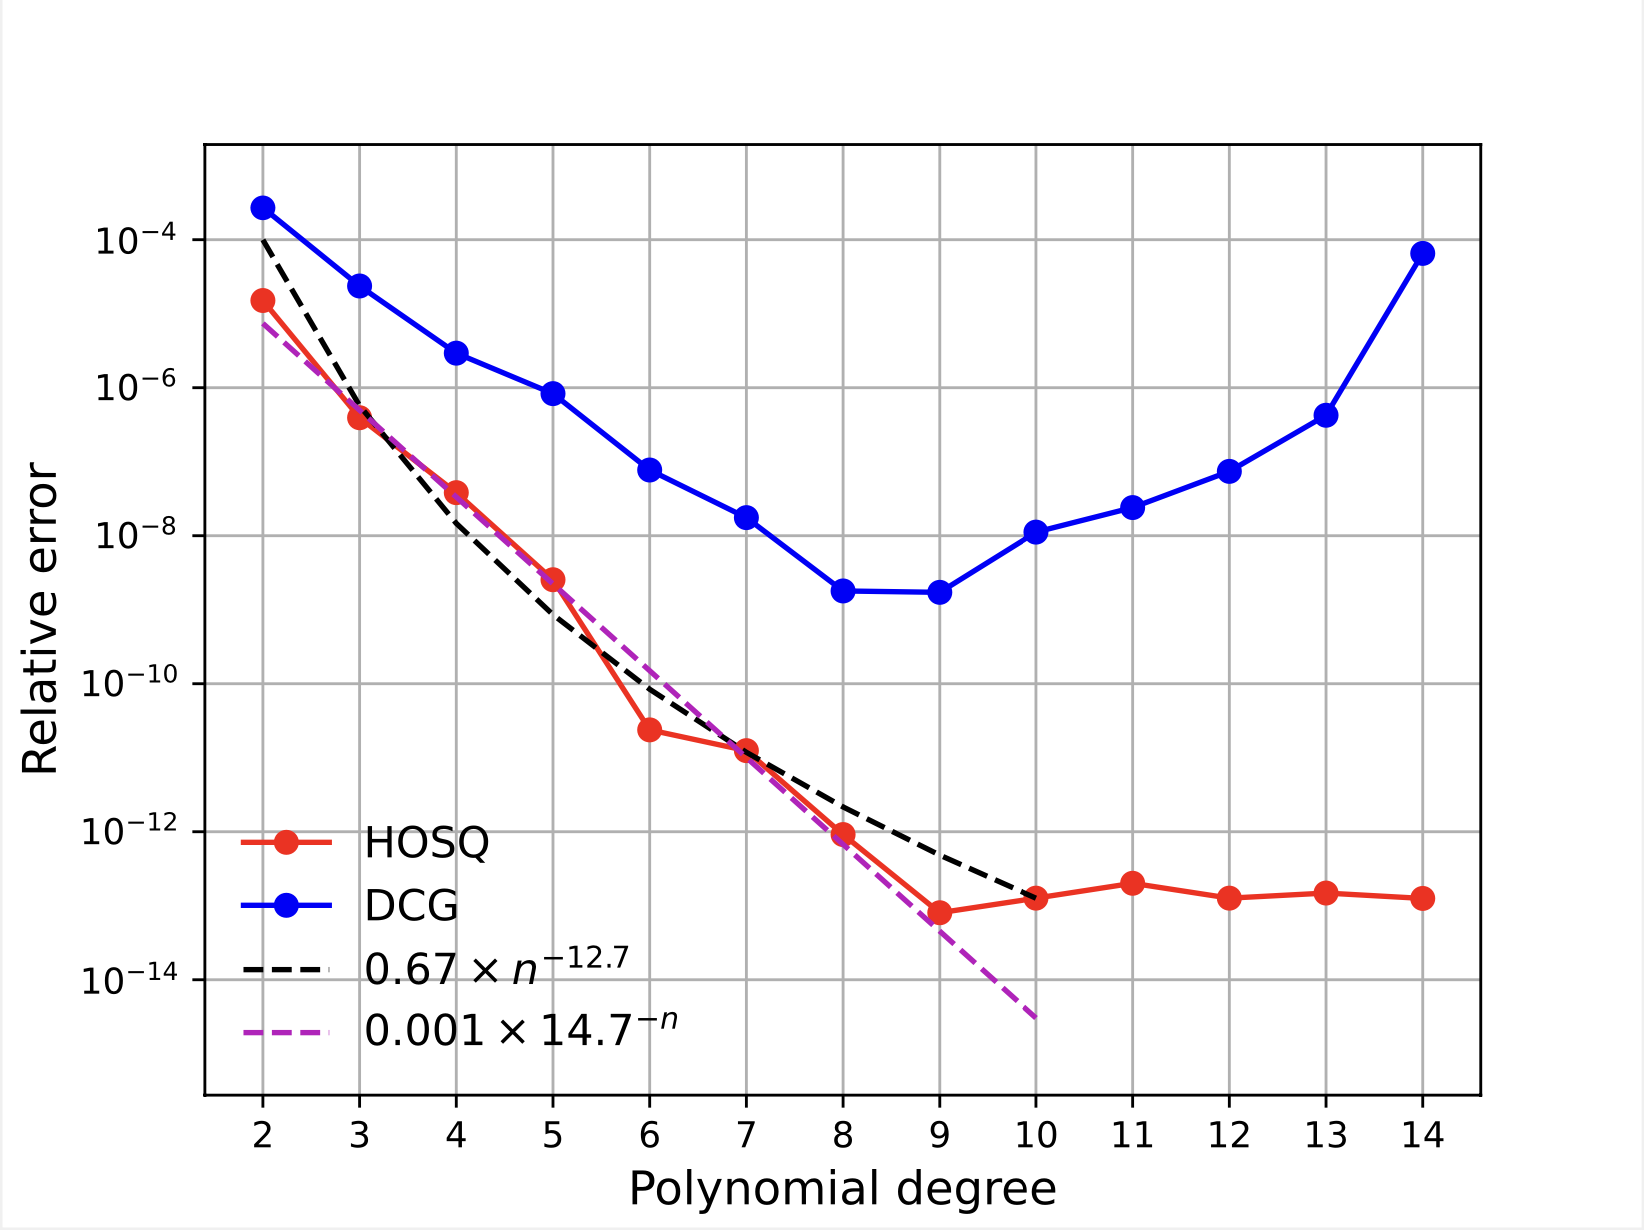 Relative error
10⁻⁴
10⁻⁶
10⁻⁸
10⁻¹⁰
10⁻¹²
10⁻¹⁴
HOSQ
DCG
0.67 × n⁻¹²·⁷
0.001 × 14.7⁻ⁿ
2 3 4 5 6 7 8 9 10 11 12 13 14
Polynomial degree